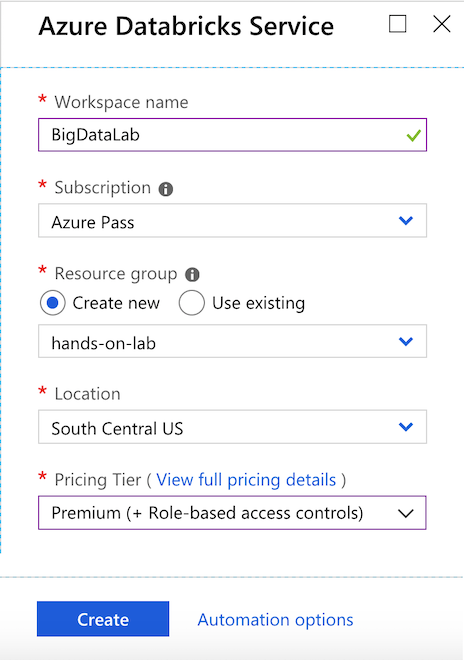 Azure Databricks Service
* Workspace name
BigDataLab
* Subscription
Azure Pass
* Resource group
Create new Use existing
hands-on-lab
* Location
South Central US
* Pricing Tier ( View full pricing details )
Premium (+ Role-based access controls)
Create Automation options